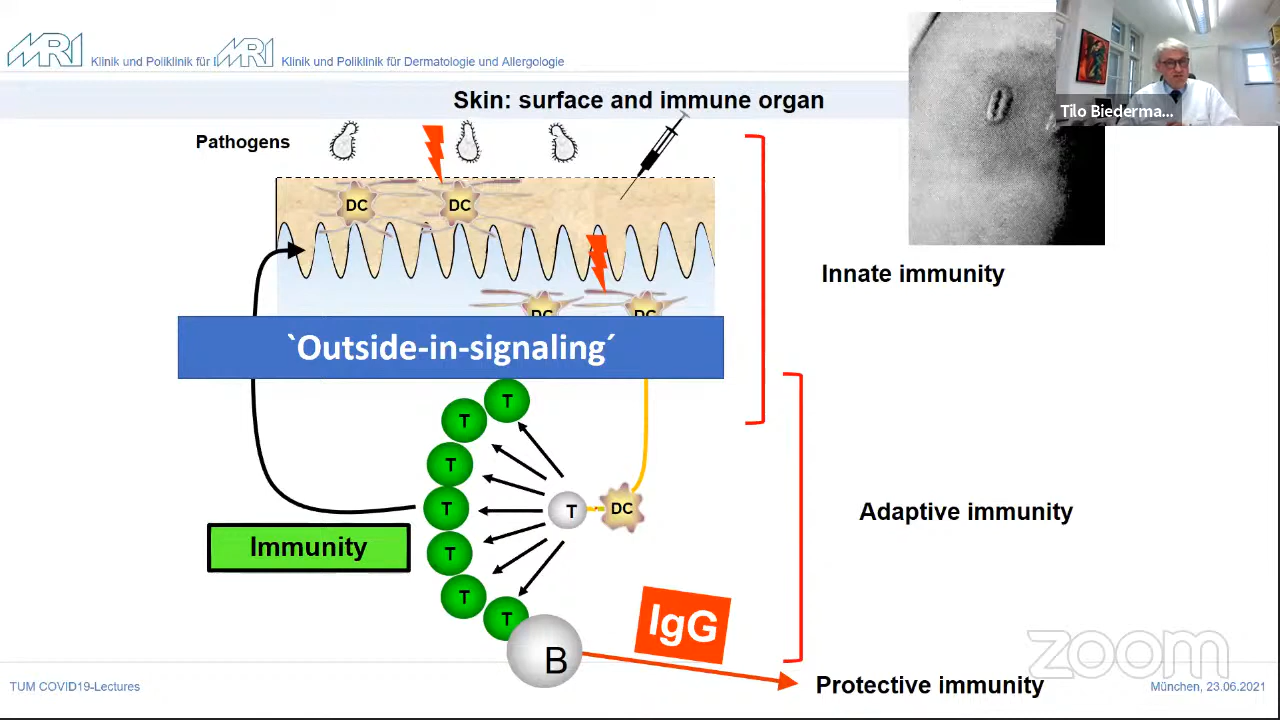 MRI Klinik und Poliklinik für I MRI Klinik und Poliklinik für Dermatologie und Allergologie
Skin: surface and immune organ
Tilo Biederma...
Pathogens
DC
DC
Innate immunity
DC
DC
`Outside-in-signaling´
T
T
T
T
T
DC
Adaptive immunity
Immunity
T
T
T
IgG
B
zoom
TUM COVID19-Lectures
Protective immunity
München, 23.06.2021